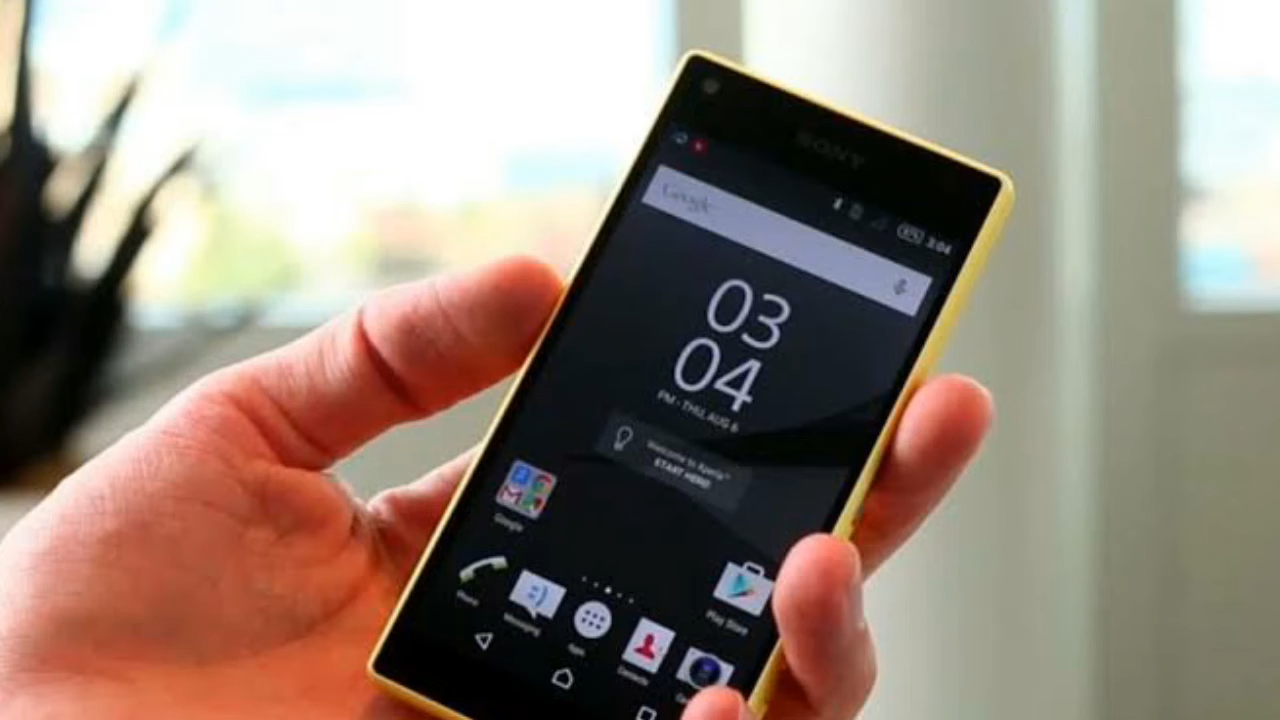 SONY
3:04
Google
03
04
PM - THU, AUG 6
Welcome to Xperia™
START HERE!
Google
Play Store
Phone
Messaging
Apps
Contacts